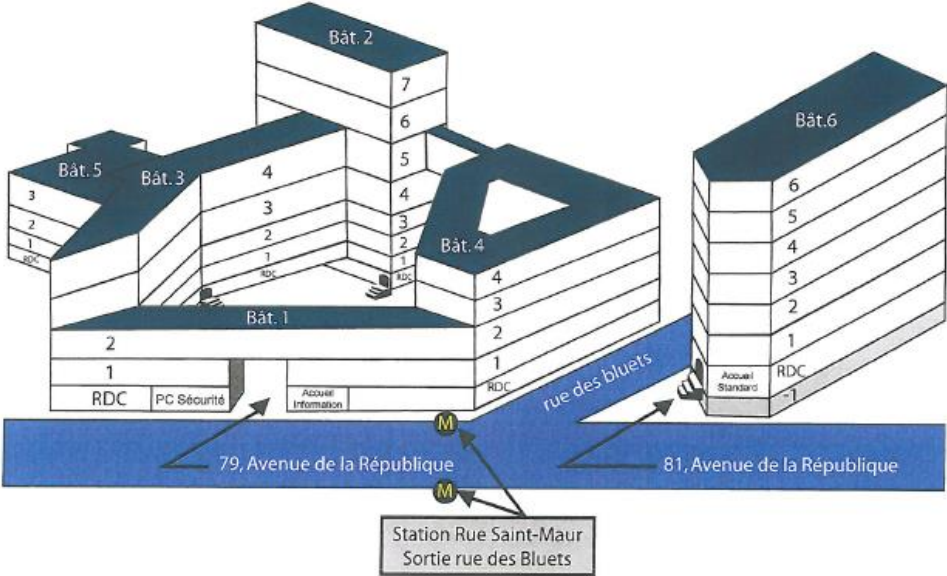 Bât. 2
7
6
5
4
3
2
1
RDC
Bât. 5
3
2
1
RDC
Bât. 3
4
3
2
1
RDC
Bât. 4
4
3
2
1
RDC
Bât. 1
2
1
RDC
PC Sécurité
Accueil
Information
Bât.6
6
5
4
3
2
1
RDC
-1
Accueil
Standard
rue des bluets
M
79, Avenue de la République
81, Avenue de la République
M
Station Rue Saint-Maur
Sortie rue des Bluets